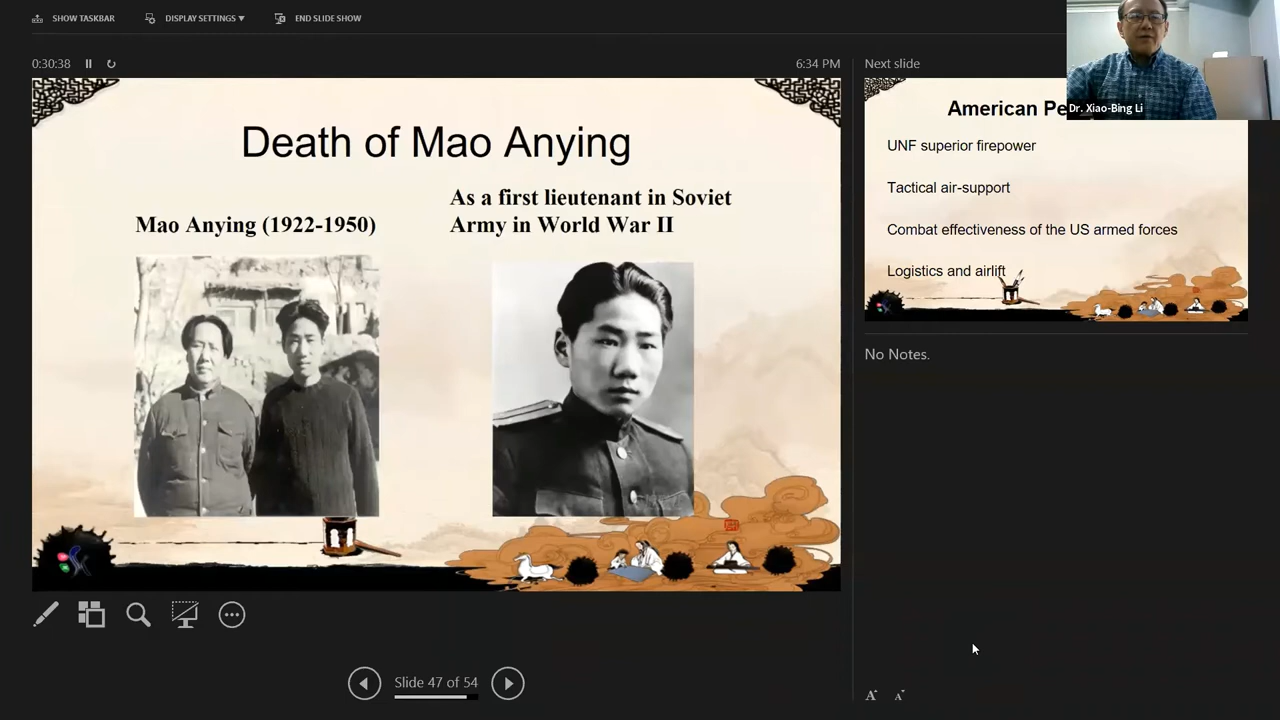 SHOW TASKBAR
DISPLAY SETTINGS ▼
END SLIDE SHOW
0:30:38
6:34 PM
Next slide
Dr. Xiao-Bing Li
Death of Mao Anying
Mao Anying (1922-1950)
As a first lieutenant in Soviet
Army in World War II
American Pe
UNF superior firepower
Tactical air-support
Combat effectiveness of the US armed forces
Logistics and airlift
No Notes.
Slide 47 of 54
A A